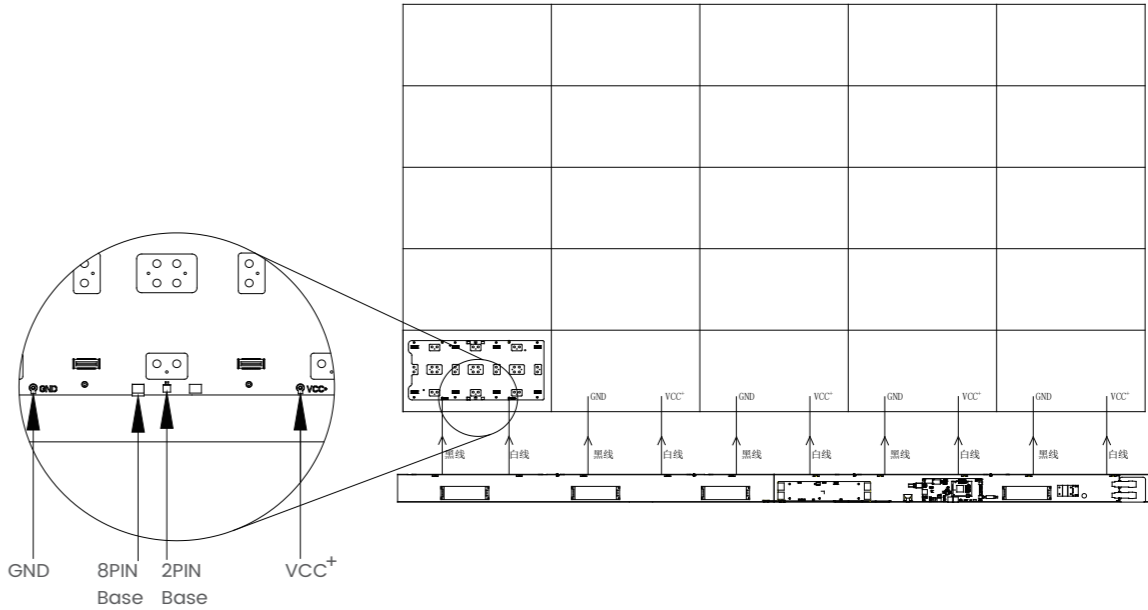 GND
VCC+
GND VCC⁺ GND VCC⁺ GND VCC⁺ GND VCC⁺
黑线 白线 黑线 白线 黑线 白线 黑线 白线 黑线 白线
GND
8PIN
Base
2PIN
Base
VCC⁺